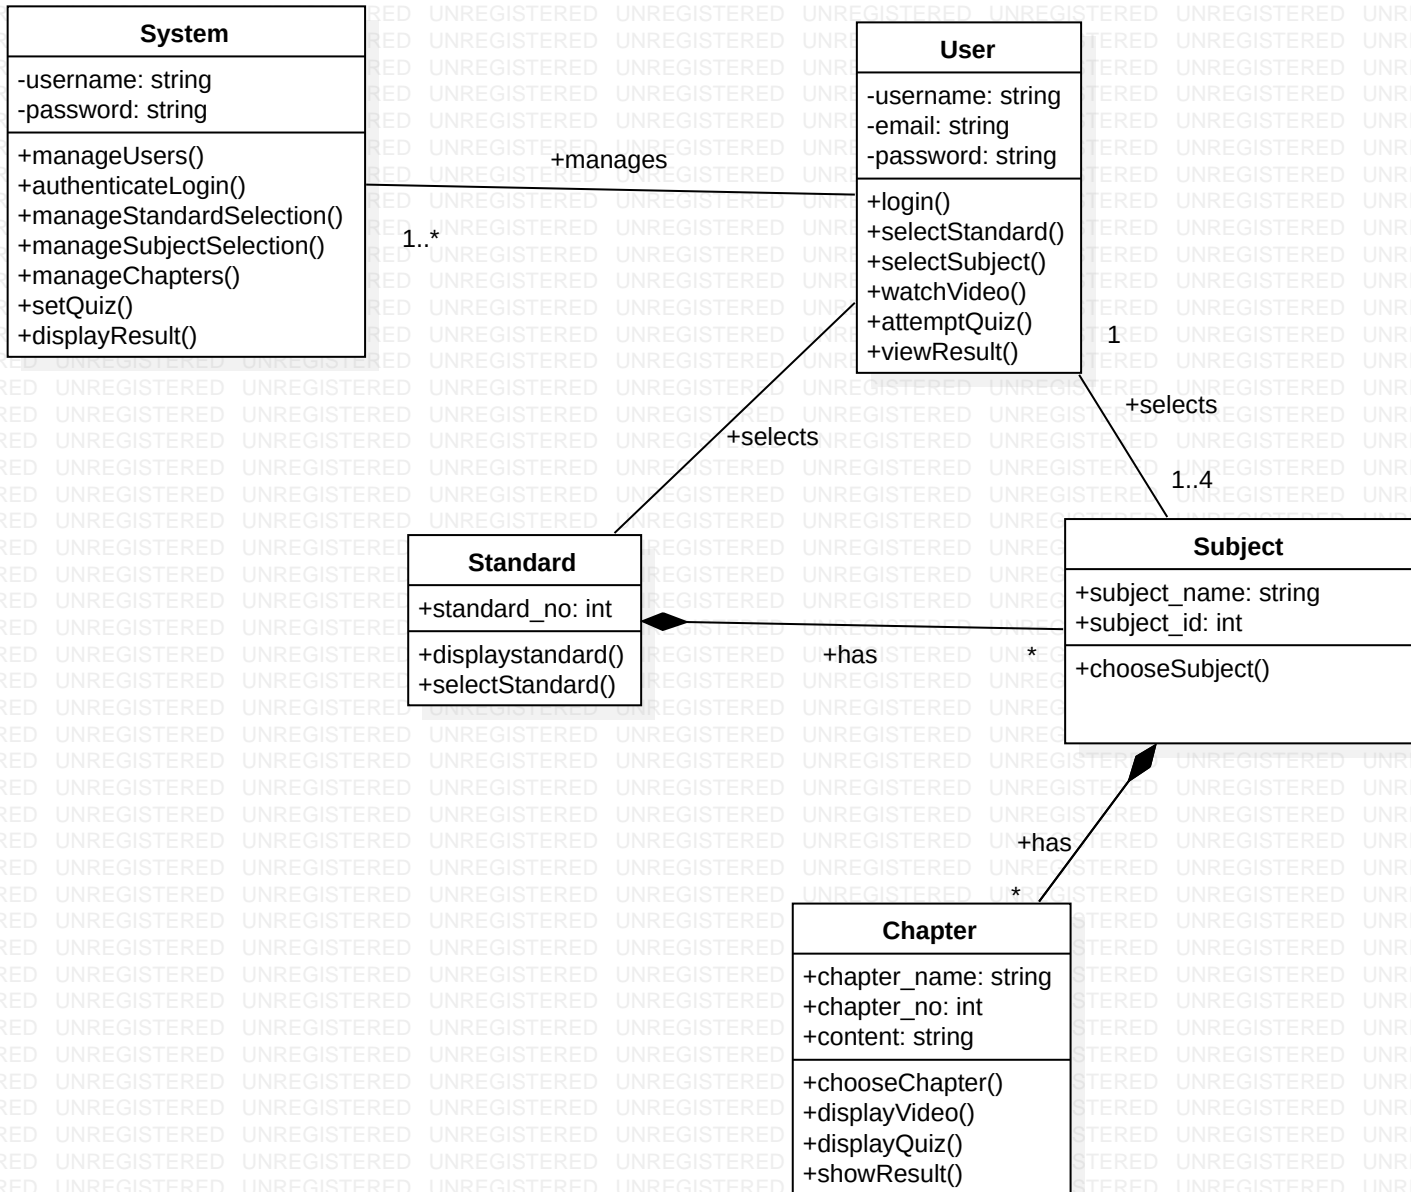 System
-username: string
-password: string
+manageUsers()
+authenticateLogin()
+manageStandardSelection()
+manageSubjectSelection()
+manageChapters()
+setQuiz()
+displayResult()
+manages
1..*
User
-username: string
-email: string
-password: string
+login()
+selectStandard()
+selectSubject()
+watchVideo()
+attemptQuiz()
+viewResult()
1
+selects
1..4
+selects
Standard
+standard_no: int
+displaystandard()
+selectStandard()
+has
*
Subject
+subject_name: string
+subject_id: int
+chooseSubject()
+has
*
Chapter
+chapter_name: string
+chapter_no: int
+content: string
+chooseChapter()
+displayVideo()
+displayQuiz()
+showResult()
UNREGISTERED